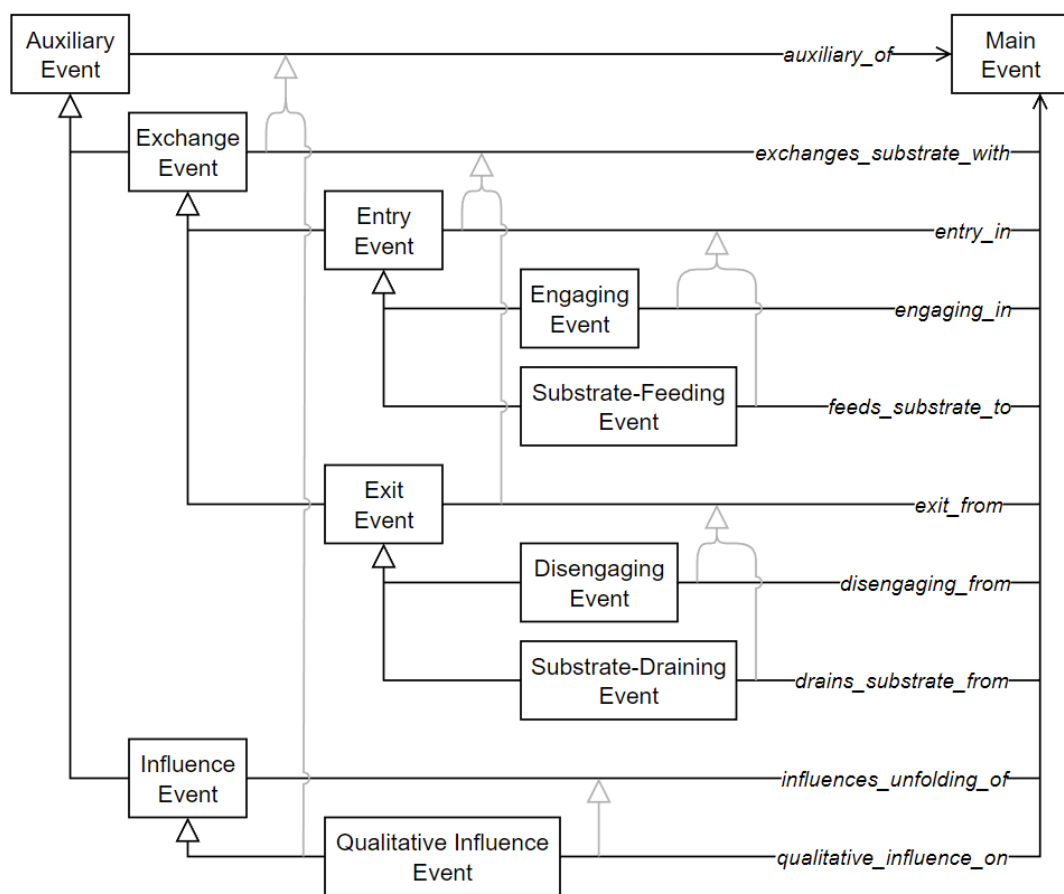 Auxiliary
Event
auxiliary_of
Main
Event
Exchange
Event
exchanges_substrate_with
Entry
Event
entry_in
Engaging
Event
engaging_in
Substrate-Feeding
Event
feeds_substrate_to
Exit
Event
exit_from
Disengaging
Event
disengaging_from
Substrate-Draining
Event
drains_substrate_from
Influence
Event
influences_unfolding_of
Qualitative Influence
Event
qualitative_influence_on